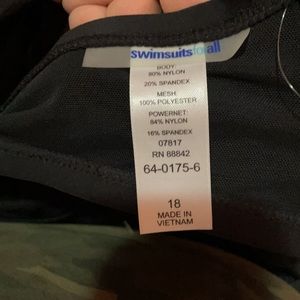 swimsuitsforall
BODY:
80% NYLON
20% SPANDEX
MESH:
100% POLYESTER
POWERNET:
84% NYLON
16% SPANDEX
07817
RN 88842
64-0175-6
18
MADE IN
VIETNAM